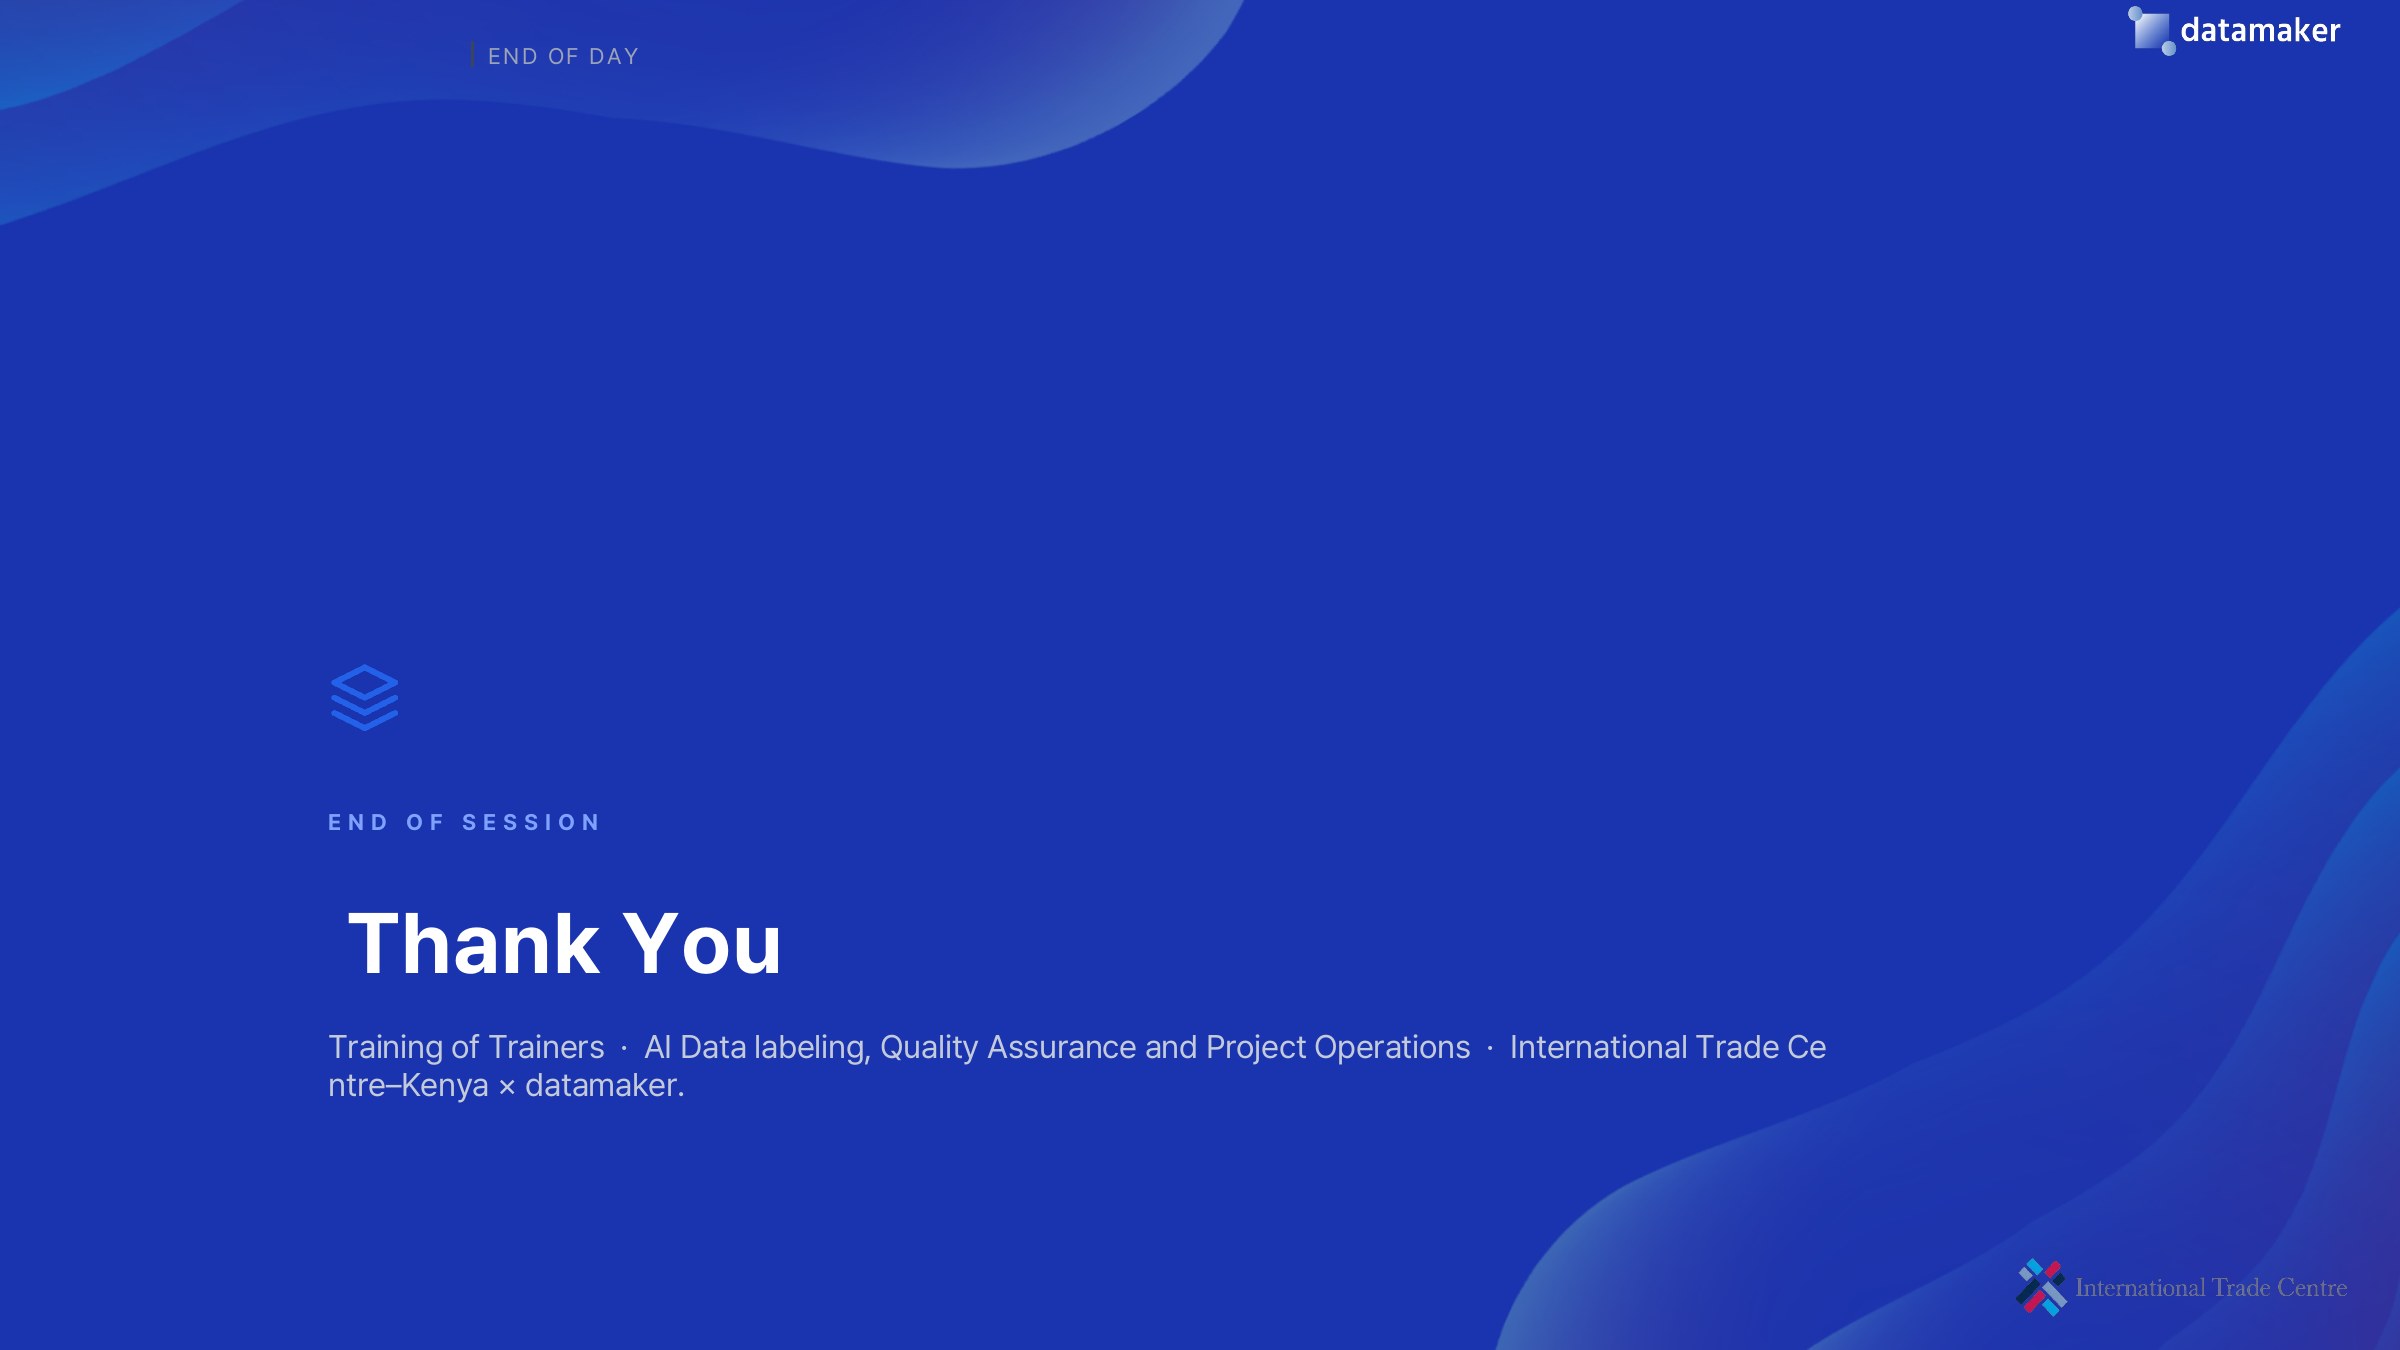 END OF DAY
datamaker
END OF SESSION
Thank You
Training of Trainers · AI Data labeling, Quality Assurance and Project Operations · International Trade Ce
ntre–Kenya × datamaker.
International Trade Centre